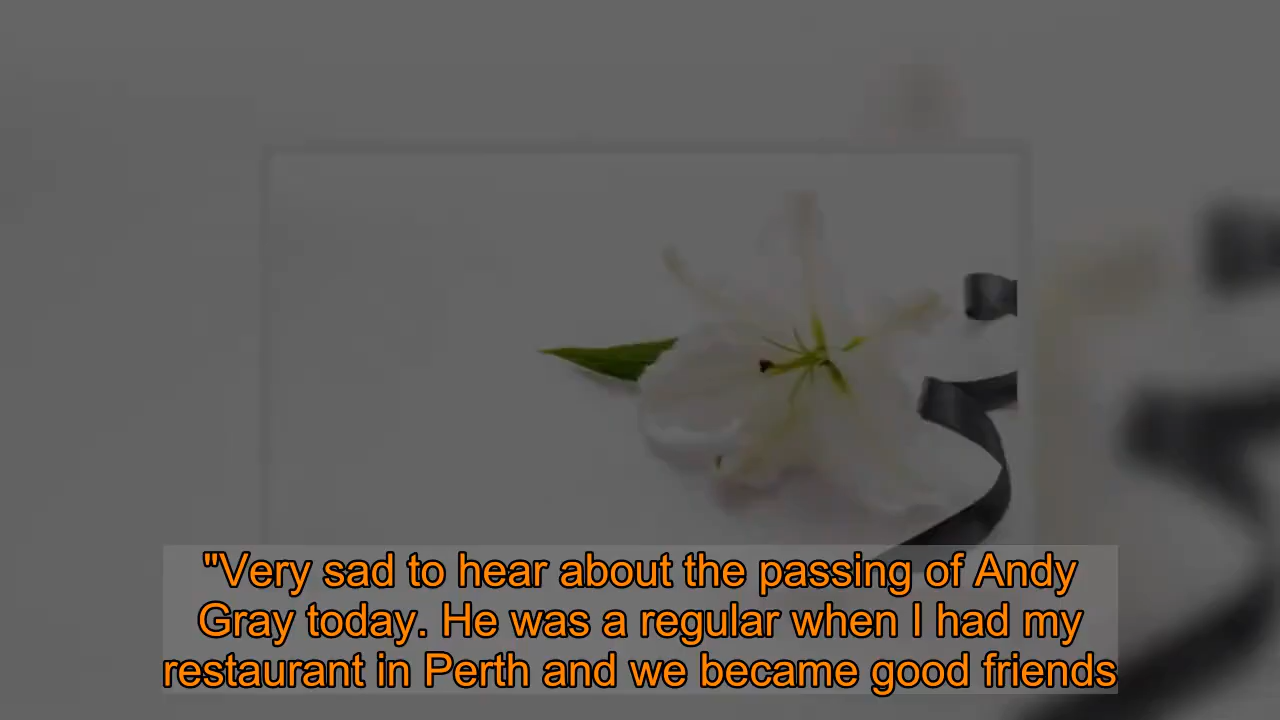 "Very sad to hear about the passing of Andy
Gray today. He was a regular when I had my
restaurant in Perth and we became good friends